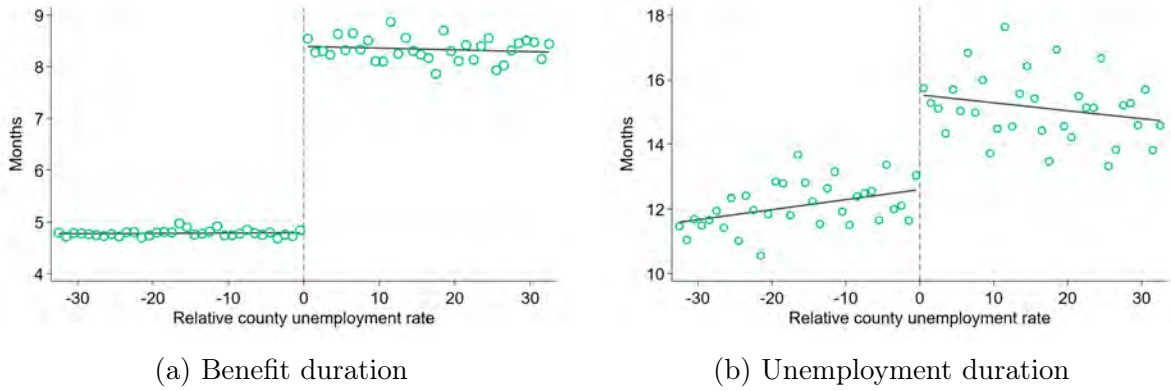 9
8
7
6
5
4
Months
-30 -20 -10 0 10 20 30
Relative county unemployment rate
(a) Benefit duration
18
16
14
12
10
Months
-30 -20 -10 0 10 20 30
Relative county unemployment rate
(b) Unemployment duration